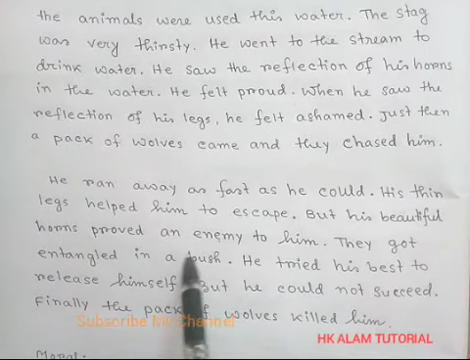 the animals were used this water. The stag
was very thirsty. He went to the stream to
drink water. He saw the reflection of his horns
in the water. He felt proud. When he saw the
reflection of his legs, he felt ashamed. Just then
a pack of wolves came and they chased him.
He ran away as fast as he could. His thin
legs helped him to escape. But his beautiful
horns proved an enemy to him. They got
entangled in a bush. He tried his best to
release himself But he could not succeed.
Finally the pack of wolves killed him.
Subscribe My Channel
HK ALAM TUTORIAL
Moral: